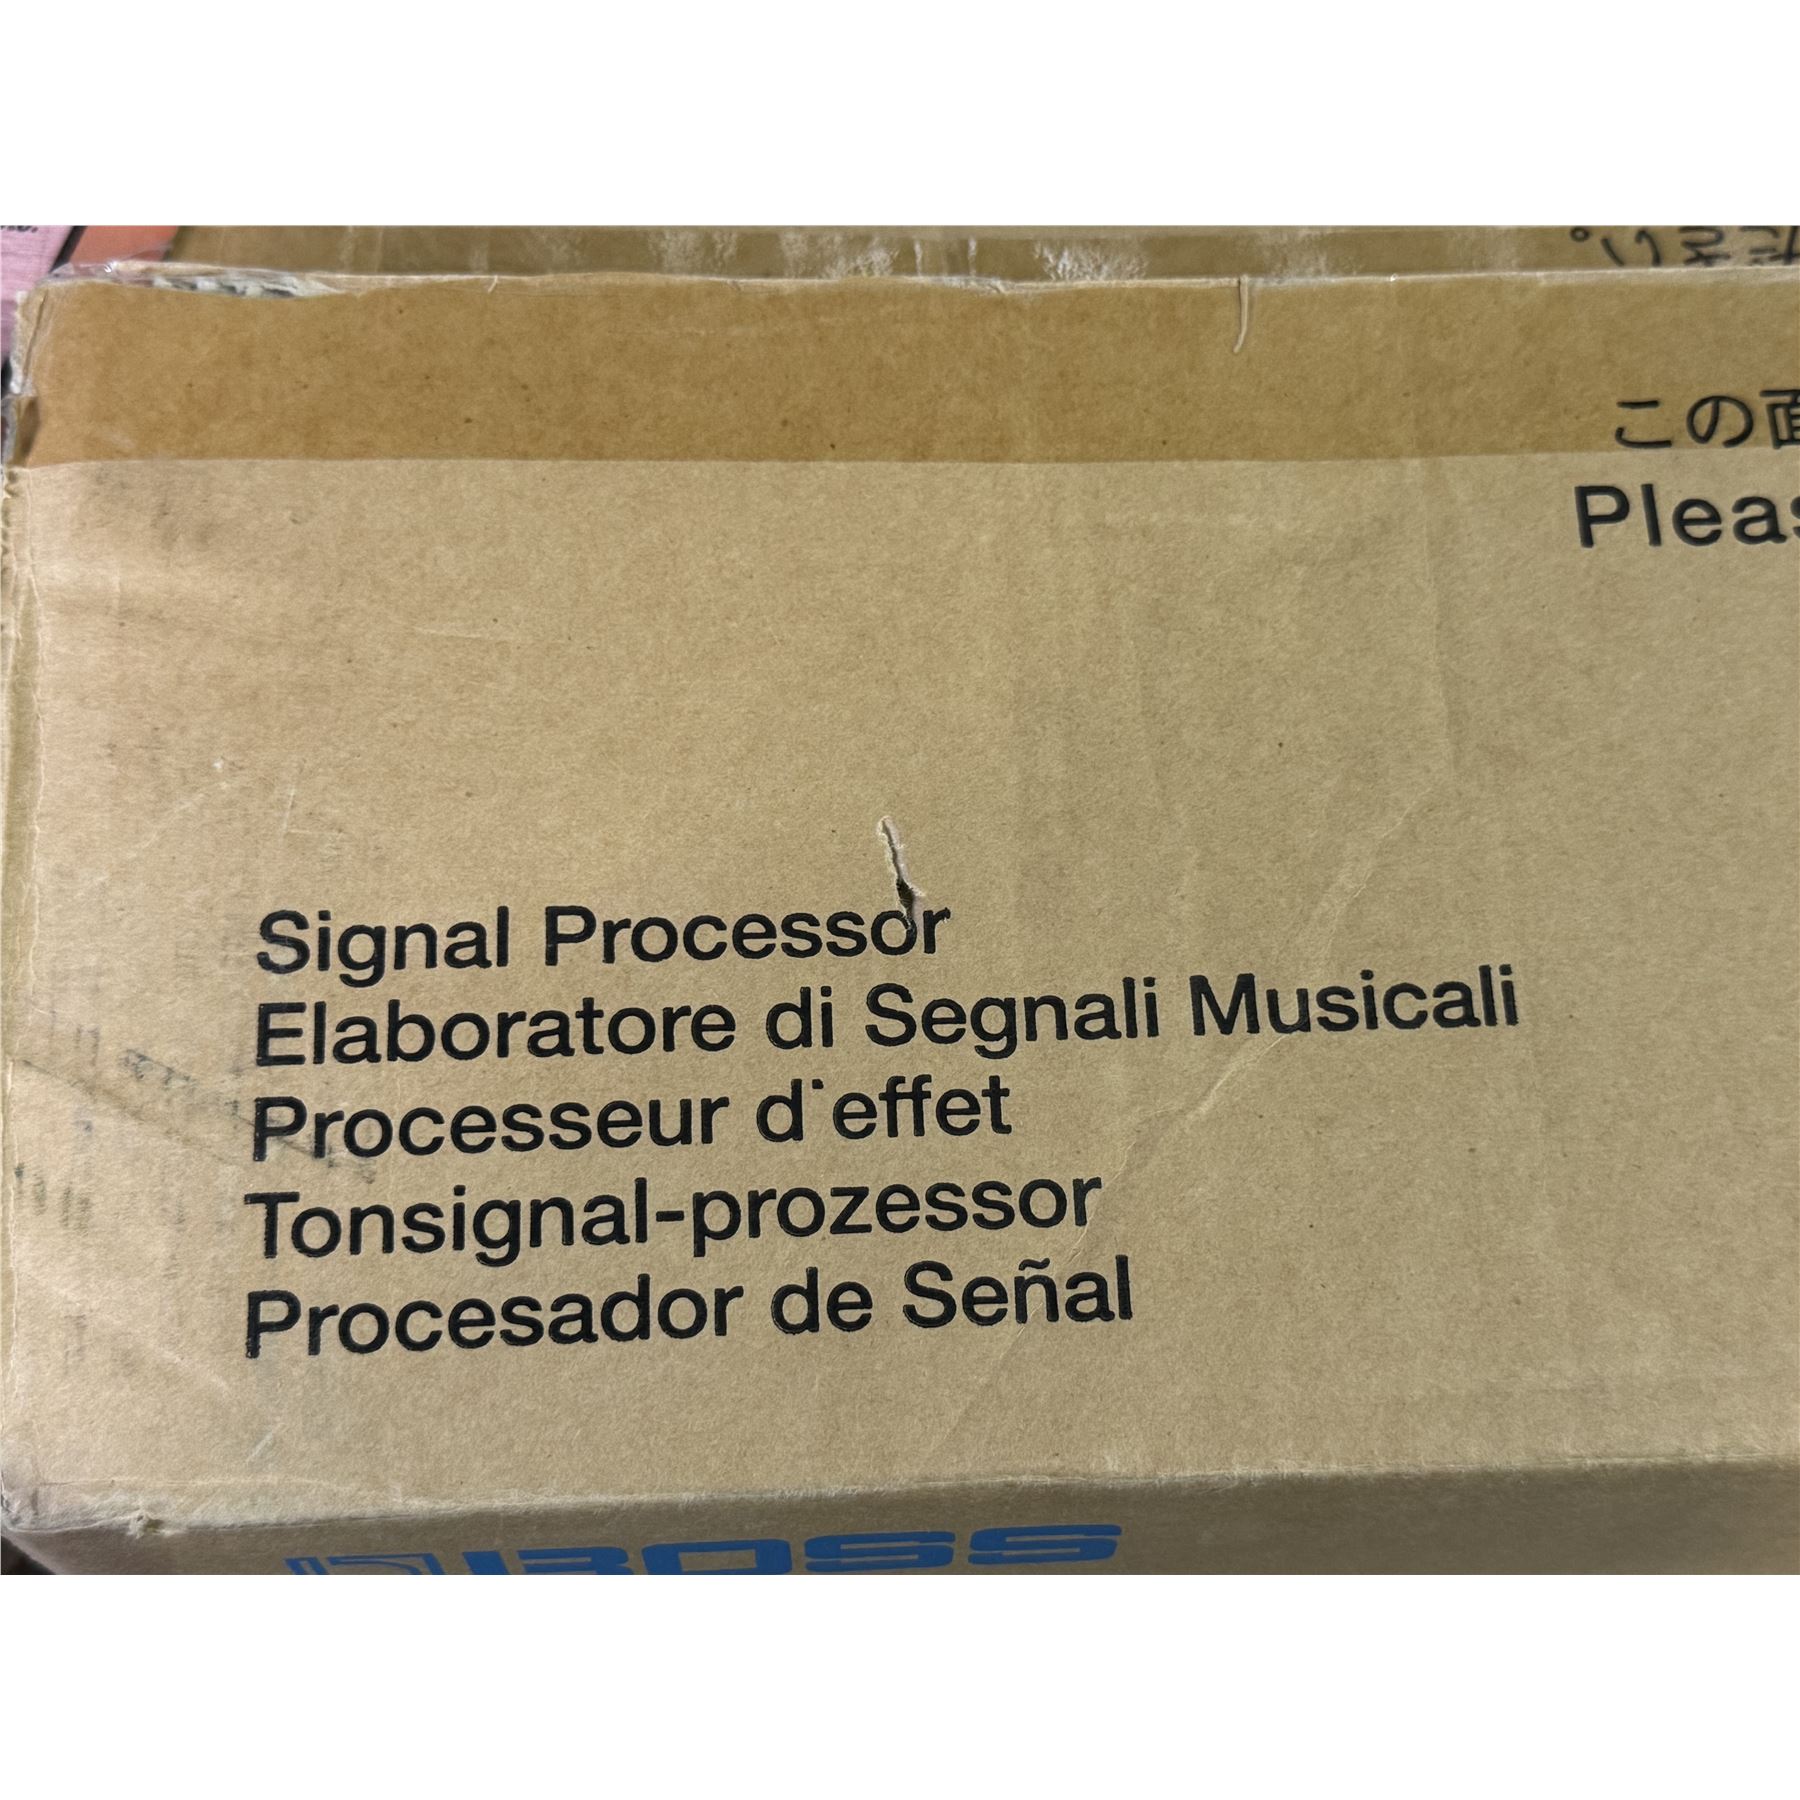 この面
Pleas
Signal Processor
Elaboratore di Segnali Musicali
Processeur d'effet
Tonsignal-prozessor
Procesador de Señal
BOSS